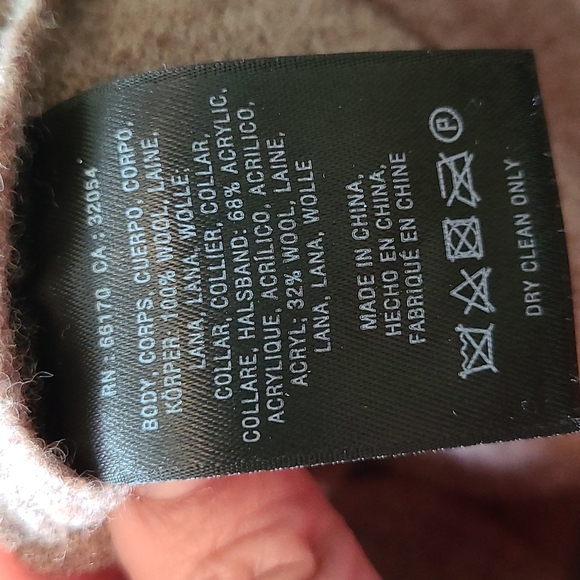 RN : 66170 CA : 32054
BODY, CORPS, CUERPO, CORPO,
KÖRPER: 100% WOOL, LAINE,
LANA, LANA, WOLLE;
COLLAR, COLLIER, COLLAR,
COLLARE, HALSBAND: 68% ACRYLIC,
ACRYLIQUE, ACRÍLICO, ACRILICO,
ACRYL; 32% WOOL, LAINE,
LANA, LANA, WOLLE
MADE IN CHINA,
HECHO EN CHINA,
FABRIQUÉ EN CHINE
P
DRY CLEAN ONLY